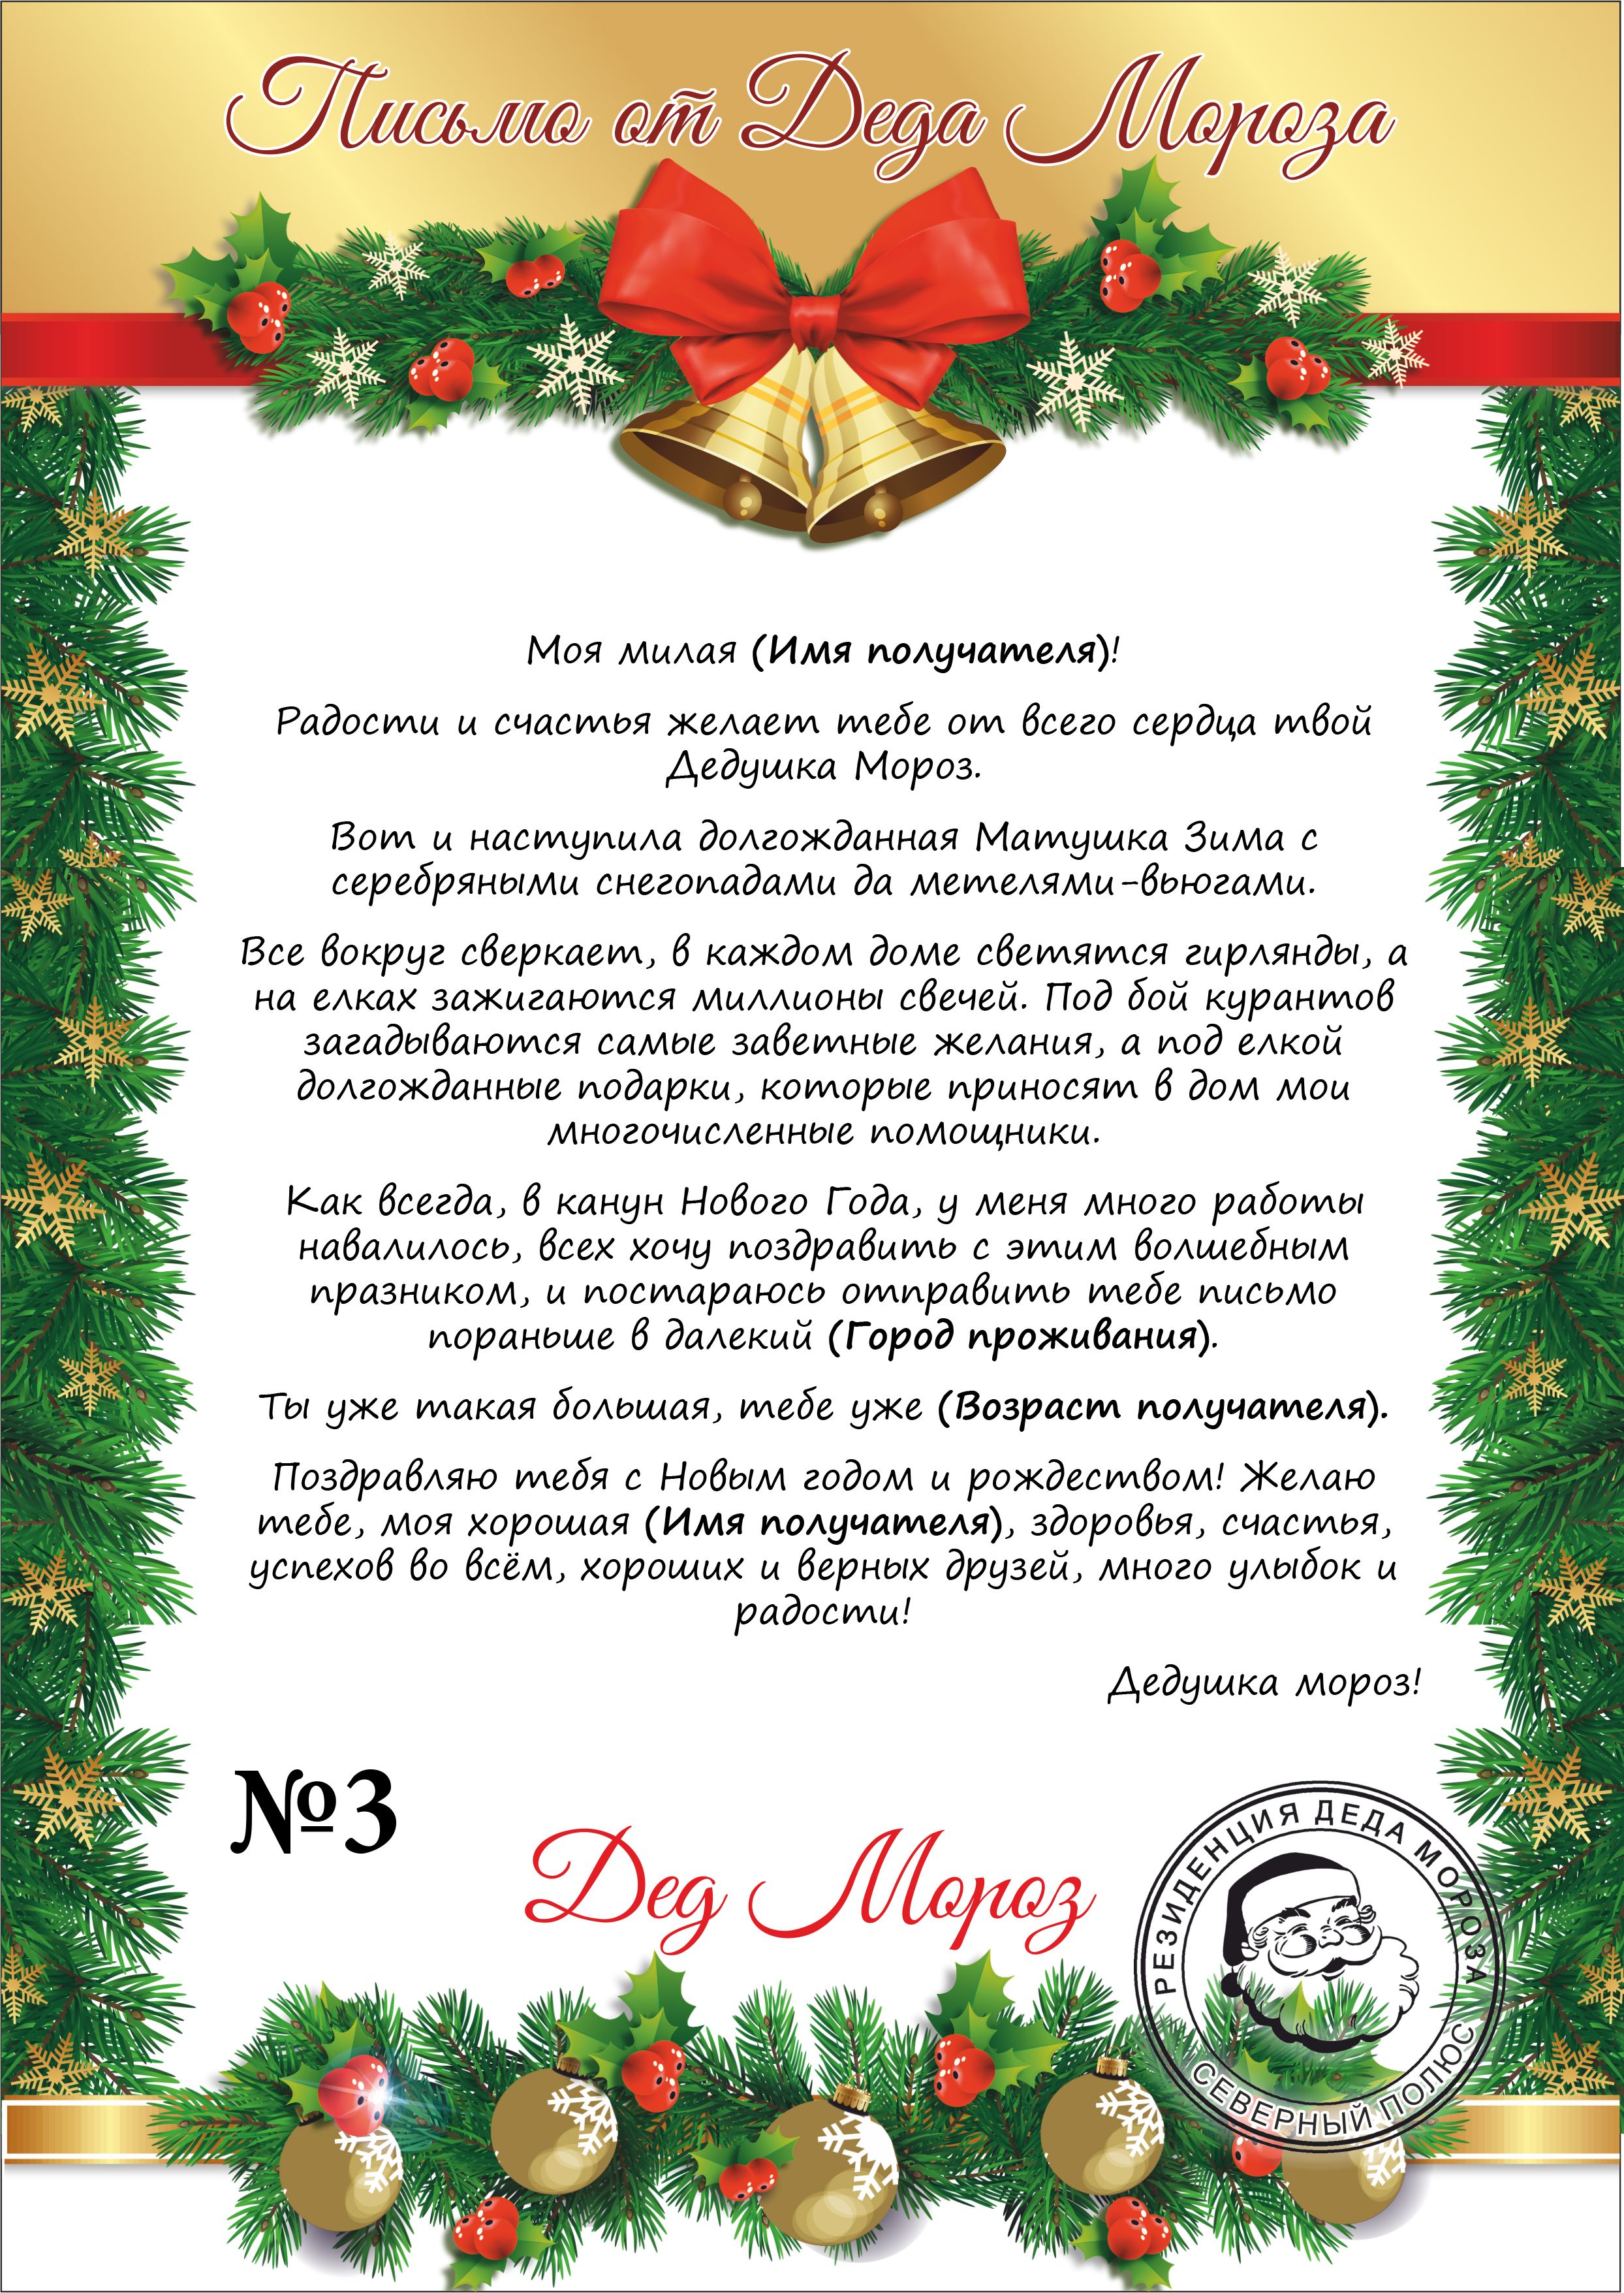 Письмо от Деда Мороза
Моя милая (Имя получателя)!
Радости и счастья желает тебе от всего сердца твой
Дедушка Мороз.
Вот и наступила долгожданная Матушка Зима с
серебряными снегопадами да метелями-вьюгами.
Все вокруг сверкает, в каждом доме светятся гирлянды, а
на елках зажигаются миллионы свечей. Под бой курантов
загадываются самые заветные желания, а под елкой
долгожданные подарки, которые приносят в дом мои
многочисленные помощники.
Как всегда, в канун Нового Года, у меня много работы
навалилось, всех хочу поздравить с этим волшебным
празником, и постараюсь отправить тебе письмо
пораньше в далекий (Город проживания).
Ты уже такая большая, тебе уже (Возраст получателя).
Поздравляю тебя с Новым годом и рождеством! Желаю
тебе, моя хорошая (Имя получателя), здоровья, счастья,
успехов во всём, хороших и верных друзей, много улыбок и
радости!
Дедушка мороз!
№3
Дед Мороз
РЕЗИДЕНЦИЯ ДЕДА МОРОЗА
СЕВЕРНЫЙ ПОЛЮС